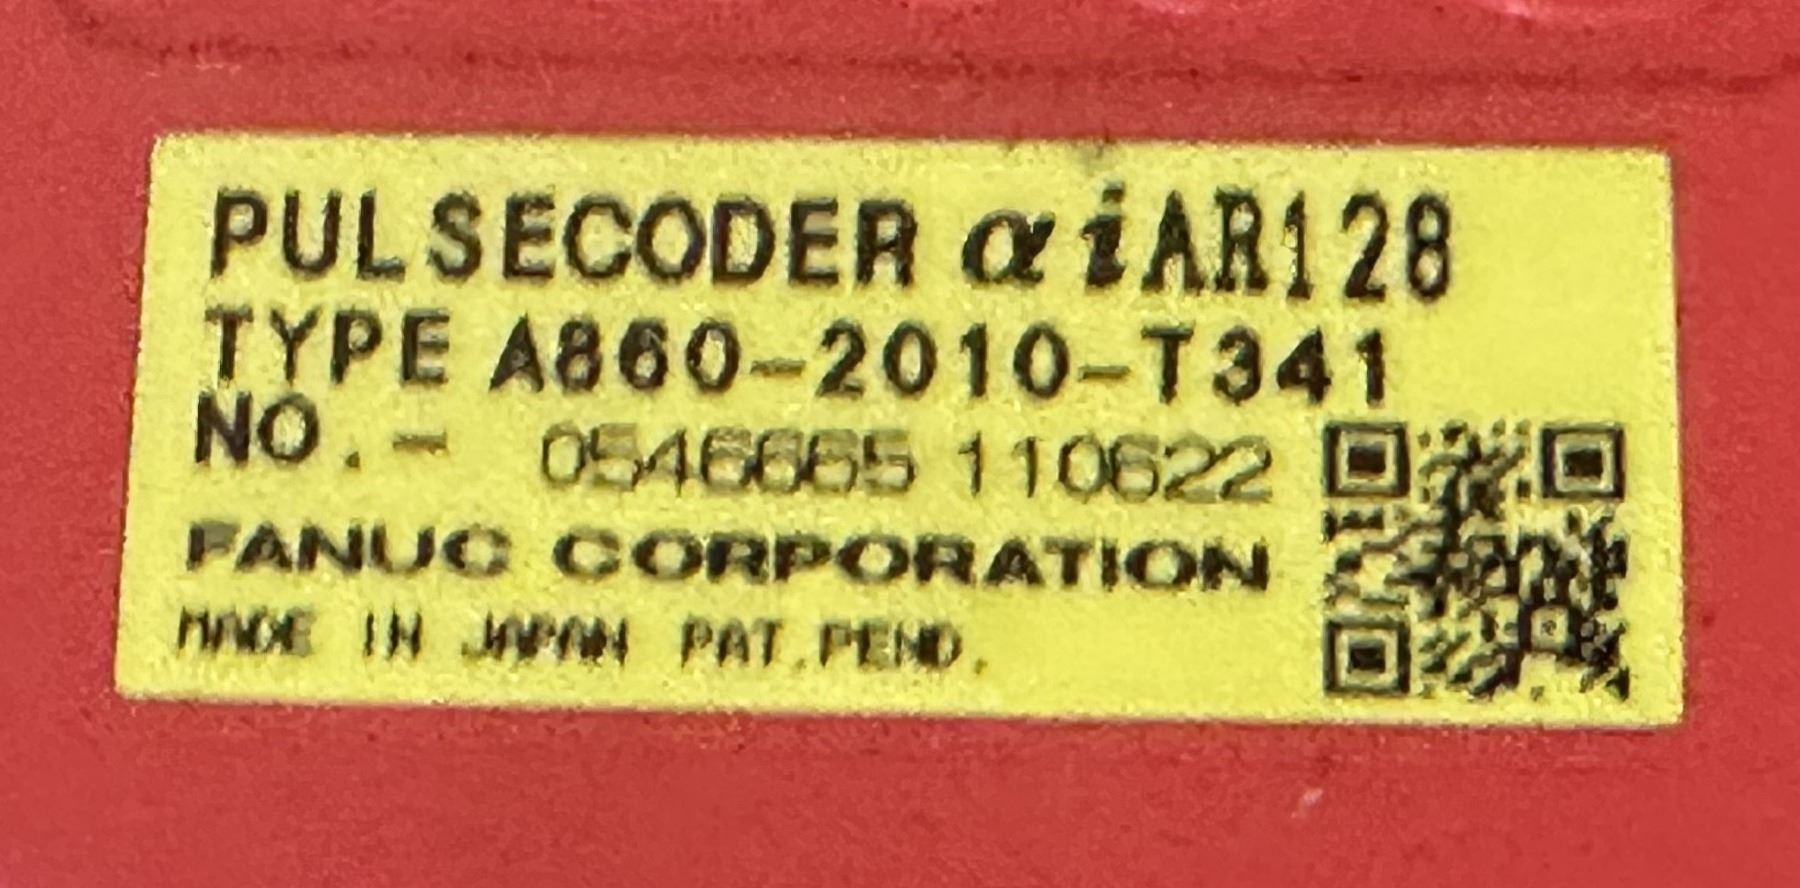 PULSECODER αiAR128
TYPE A860-2010-T341
NO.- 0546665 110622
FANUC CORPORATION
MADE IN JAPAN PAT.PEND.